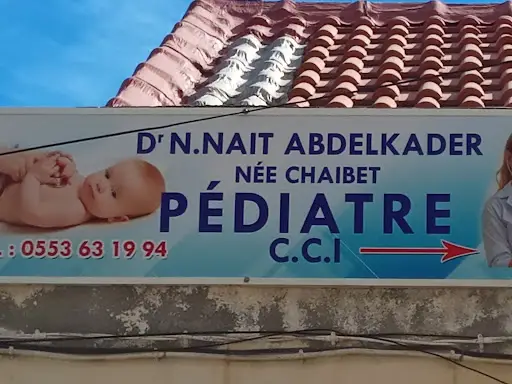 Dr N.NAIT ABDELKADER
NÉE CHAIBET
PÉDIATRE
C.C.I
: 0553 63 19 94